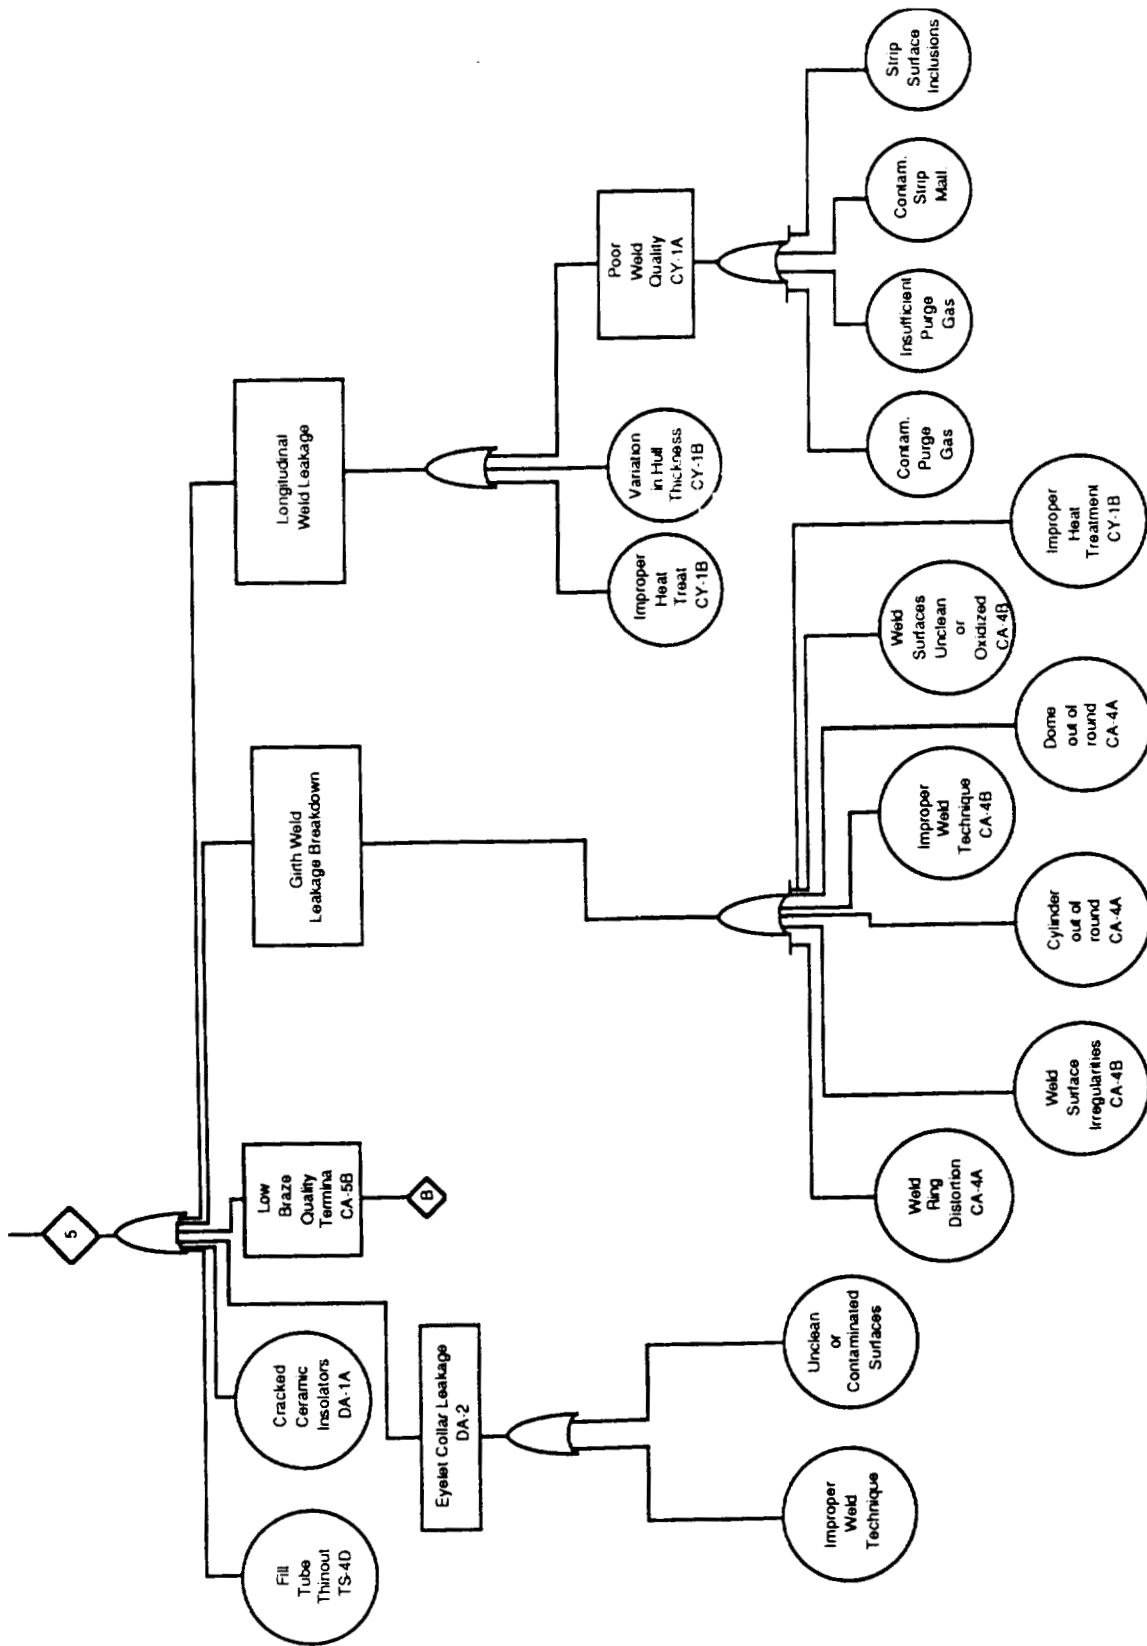 5
Fill
Tube
Thinout
TS-4D
Cracked
Ceramic
Insolators
DA-1A
Low
Braze
Quality
Termina
CA-5B
Girth Weld
Leakage Breakdown
Longitudinal
Weld Leakage
B
Eyelet Collar Leakage
DA-2
Improper
Heat
Treat
CY-1B
Variation
in Hull
Thickness
CY-1B
Poor
Weld
Quality
CY-1A
Improper
Weld
Technique
Unclean
or
Contaminated
Surfaces
Weld
Ring
Distortion
CA-4A
Weld
Surface
Irregularities
CA-4B
Cylinder
out of
round
CA-4A
Improper
Weld
Technique
CA-4B
Dome
out of
round
CA-4A
Weld
Surfaces
Unclean
or
Oxidized
CA-4B
Improper
Heat
Treatment
CY-1B
Contam.
Purge
Gas
Insufficient
Purge
Gas
Contam.
Strip
Matl.
Strip
Surface
Inclusions